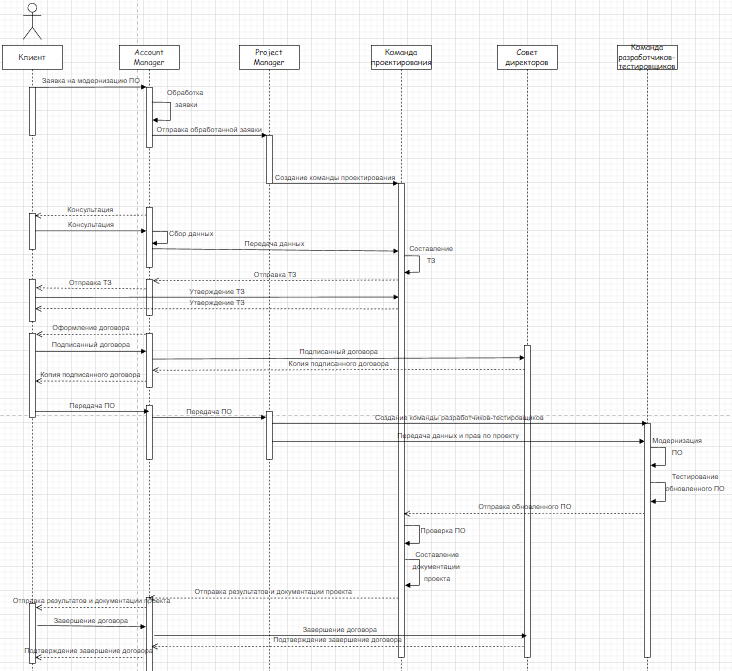 Клиент
Account
Manager
Project
Manager
Команда
проектирования
Совет
директоров
Команда
разработчиков-
тестировщиков
Заявка на модернизацию ПО
Обработка
заявки
Отправка обработанной заявки
Создание команды проектирования
Консультация
Консультация
Сбор данных
Передача данных
Составление
ТЗ
Отправка ТЗ
Отправка ТЗ
Утверждение ТЗ
Утверждение ТЗ
Оформление договора
Подписанный договора
Подписанный договора
Копия подписанного договора
Копия подписанного договора
Передача ПО
Передача ПО
Создание команды разработчиков-тестировщиков
Передача данных и прав по проекту
Модернизация
ПО
Тестирование
обновленного ПО
Отправка обновленного ПО
Проверка ПО
Составление
документации
проекта
Отправка результатов и документации проекта
Отправка результатов и документации проекта
Завершение договора
Завершение договора
Подтверждение завершение договора
Подтверждение завершение договора